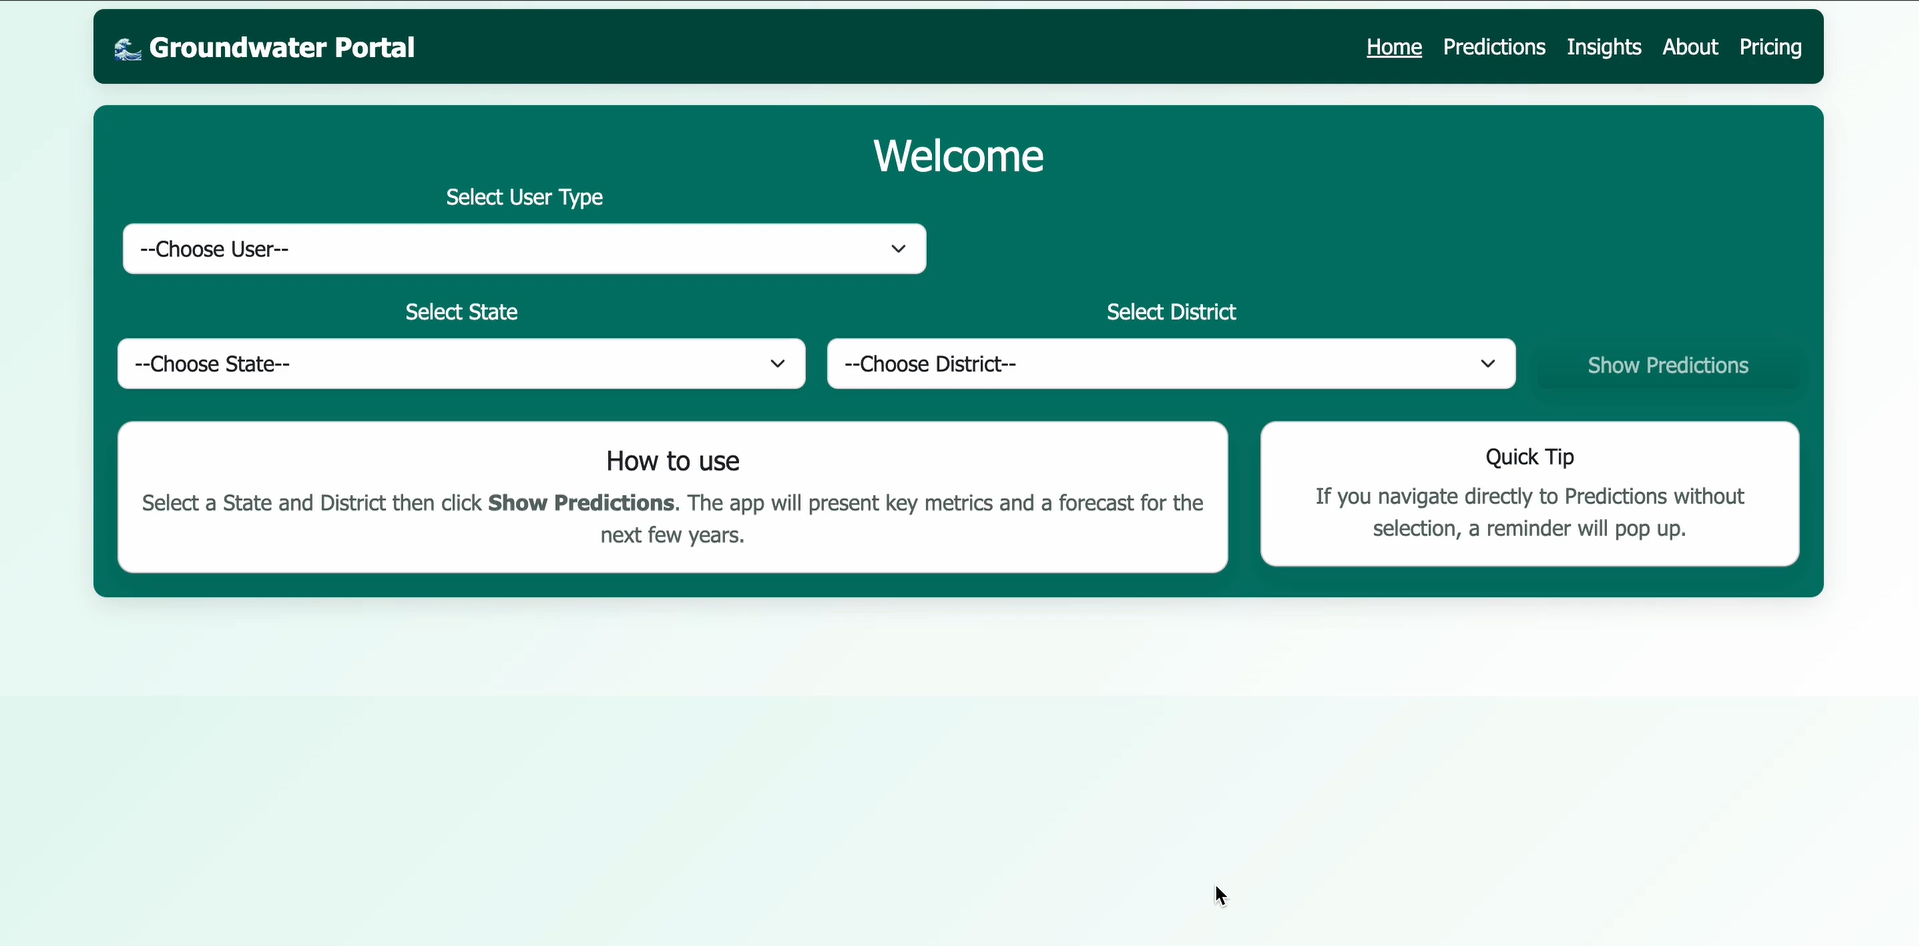 Groundwater Portal
Home Predictions Insights About Pricing
Welcome
Select User Type
--Choose User--
Select State
Select District
--Choose State--
--Choose District--
Show Predictions
How to use
Select a State and District then click Show Predictions. The app will present key metrics and a forecast for the
next few years.
Quick Tip
If you navigate directly to Predictions without
selection, a reminder will pop up.